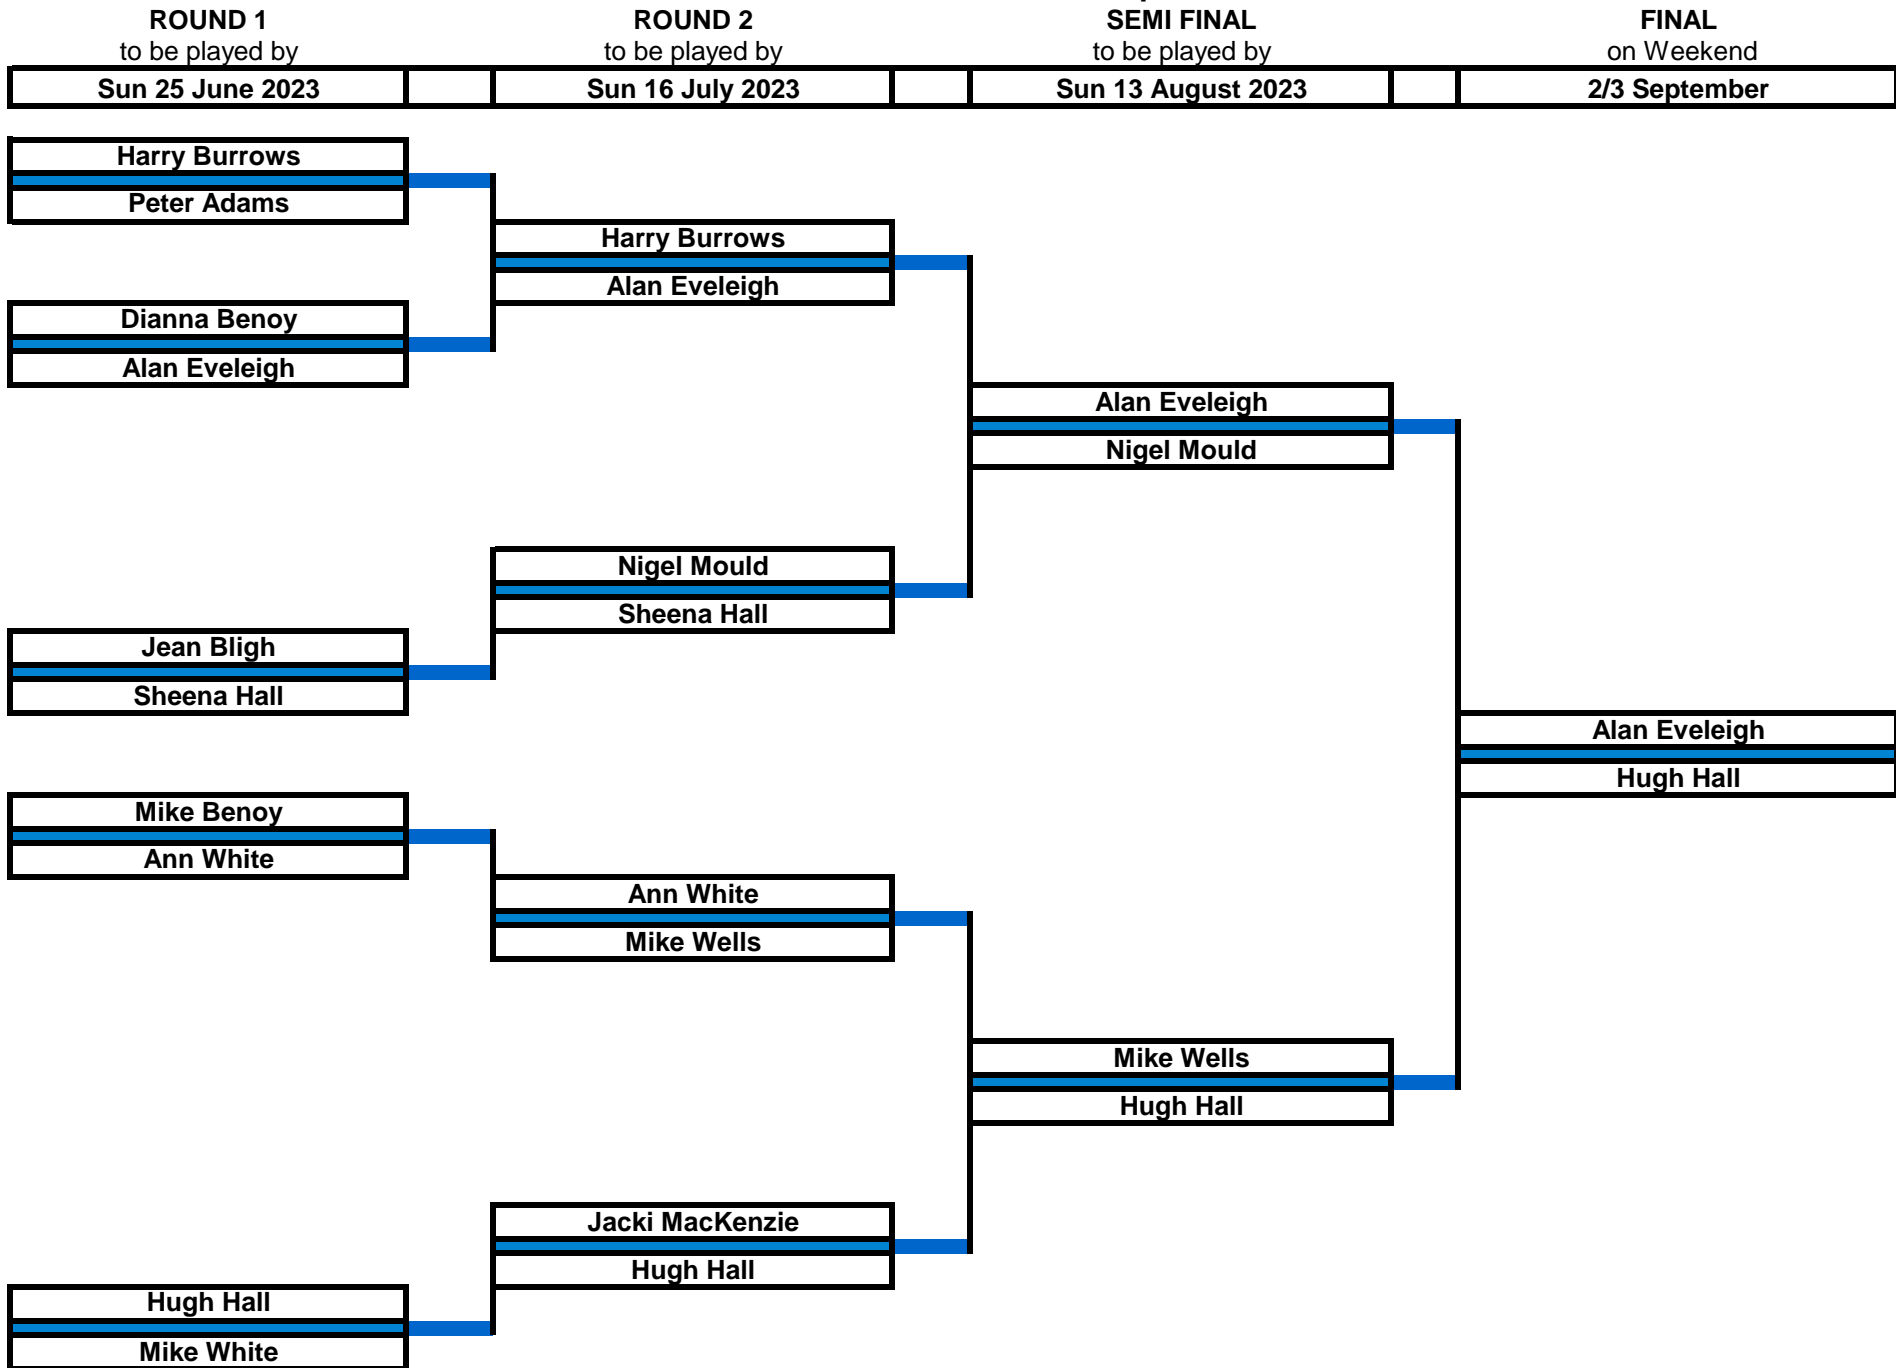 ROUND 1
to be played by
Sun 25 June 2023
ROUND 2
to be played by
Sun 16 July 2023
SEMI FINAL
to be played by
Sun 13 August 2023
FINAL
on Weekend
2/3 September
Harry Burrows
Peter Adams
Dianna Benoy
Alan Eveleigh
Jean Bligh
Sheena Hall
Mike Benoy
Ann White
Hugh Hall
Mike White
Harry Burrows
Alan Eveleigh
Nigel Mould
Sheena Hall
Ann White
Mike Wells
Jacki MacKenzie
Hugh Hall
Alan Eveleigh
Nigel Mould
Mike Wells
Hugh Hall
Alan Eveleigh
Hugh Hall